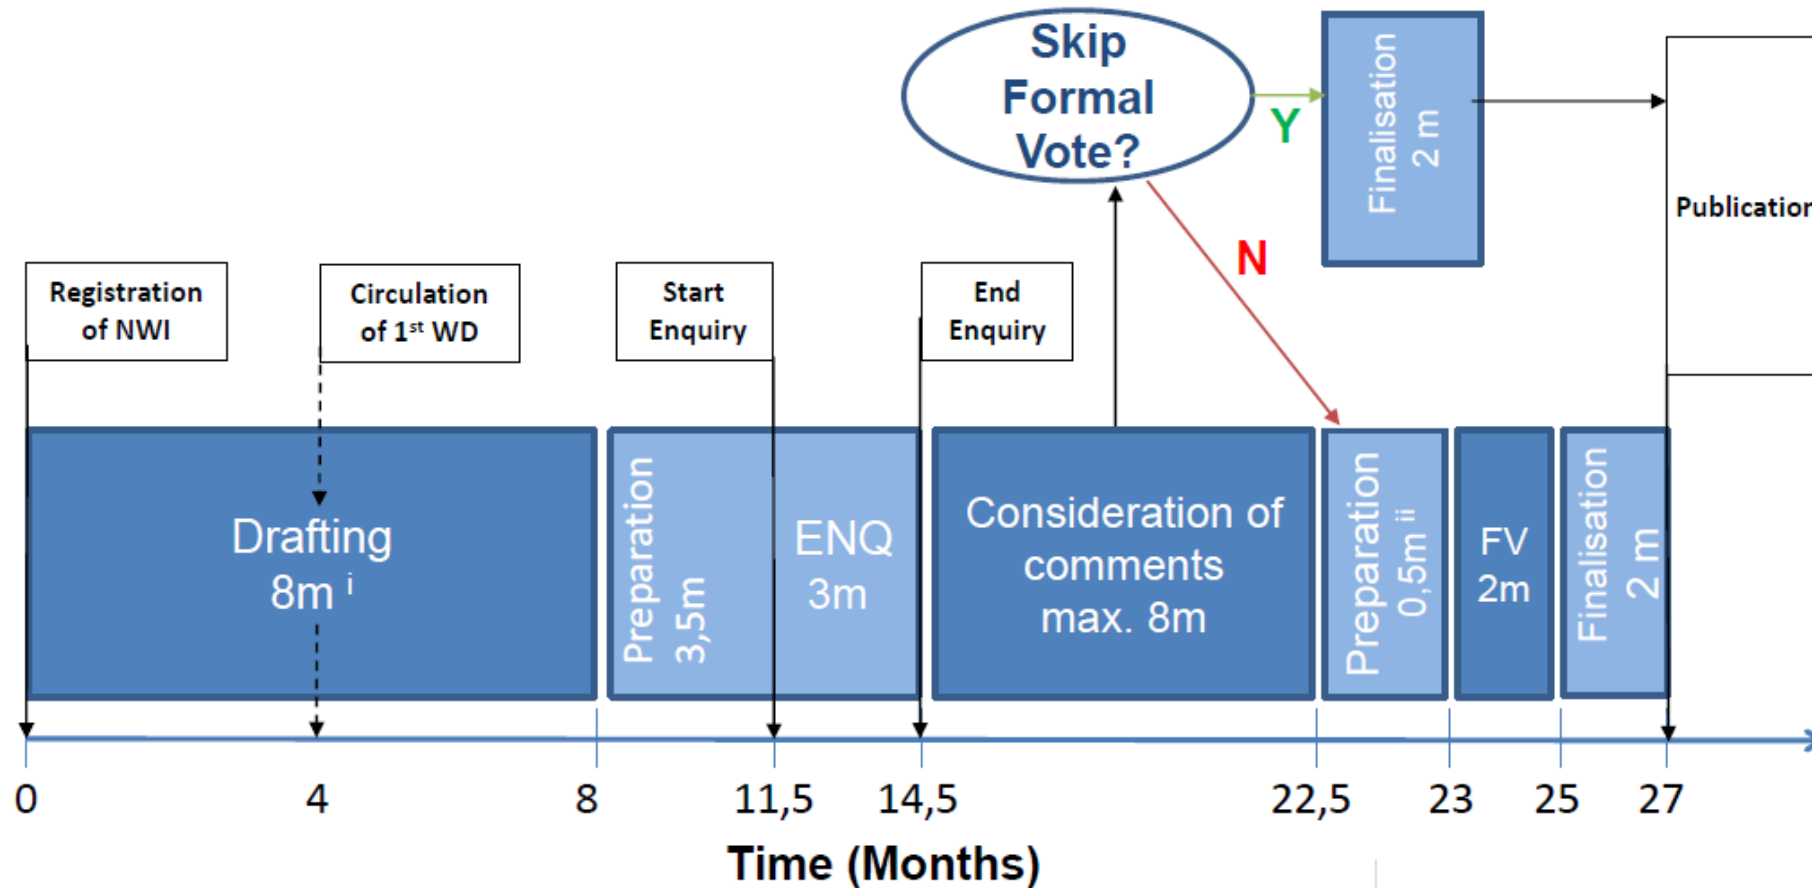 Skip
Formal
Vote?
Y
Finalisation
2 m
Publication
N
Registration
of NWI
Circulation
of 1st WD
Start
Enquiry
End
Enquiry
Drafting
8m i
Preparation
3,5m
ENQ
3m
Consideration of
comments
max. 8m
Preparation
0,5m ii
FV
2m
Finalisation
2 m
0 4 8 11,5 14,5 22,5 23 25 27
Time (Months)